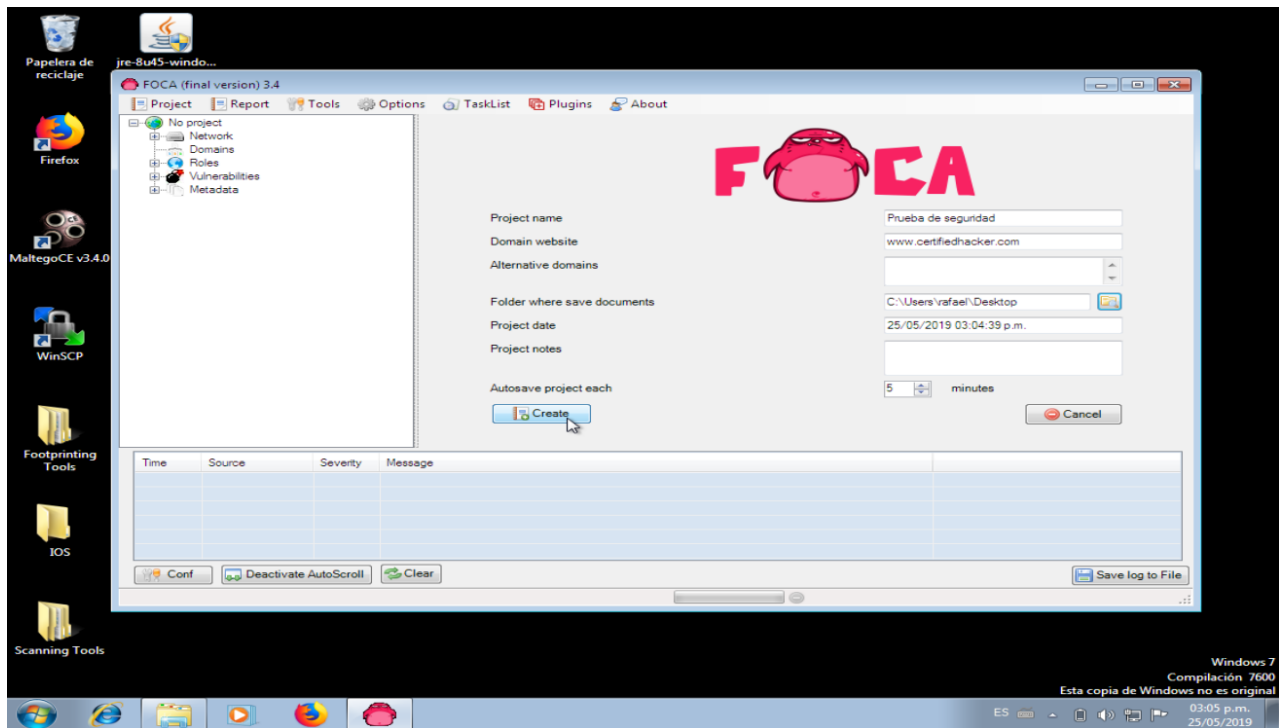 Papelera de reciclaje
jre-8u45-windo...
Firefox
MaltegoCE v3.4.0
WinSCP
Footprinting Tools
IOS
Scanning Tools
FOCA (final version) 3.4
Project Report Tools Options TaskList Plugins About
No project
Network
Domains
Roles
Vulnerabilities
Metadata
FOCA
Project name Prueba de seguridad
Domain website www.certifiedhacker.com
Alternative domains
Folder where save documents C:\Users\rafael\Desktop
Project date 25/05/2019 03:04:39 p.m.
Project notes
Autosave project each 5 minutes
Create Cancel
Time Source Severity Message
Conf Deactivate AutoScroll Clear Save log to File
Windows 7
Compilación 7600
Esta copia de Windows no es original
ES 03:05 p.m.
25/05/2019